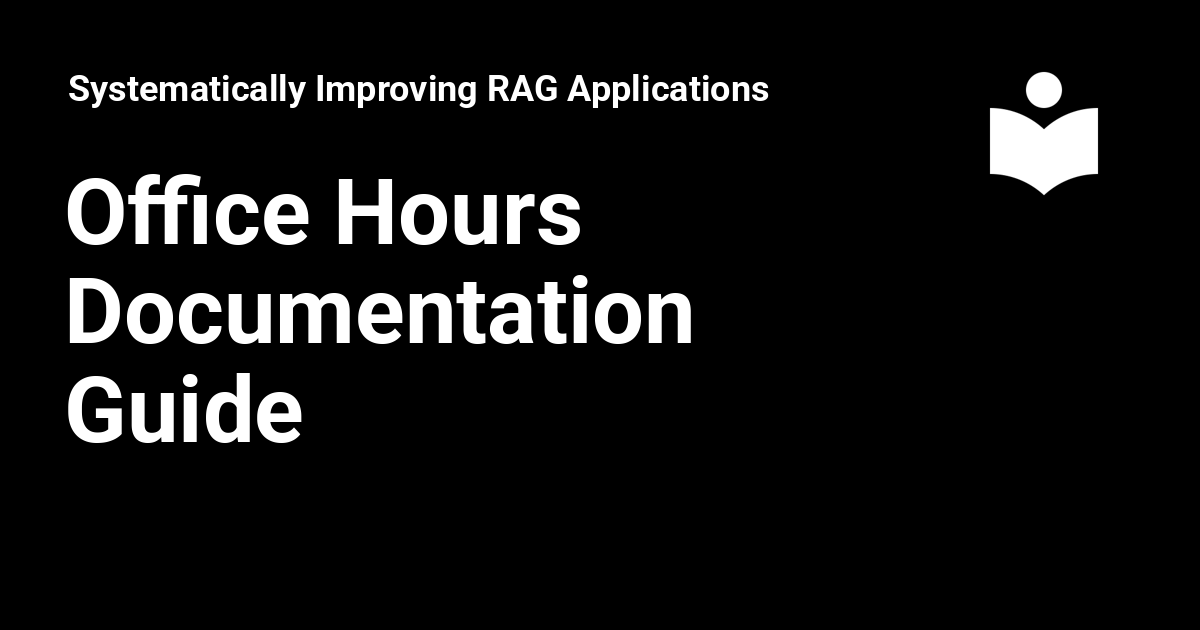 Systematically Improving RAG Applications
Office Hours
Documentation
Guide